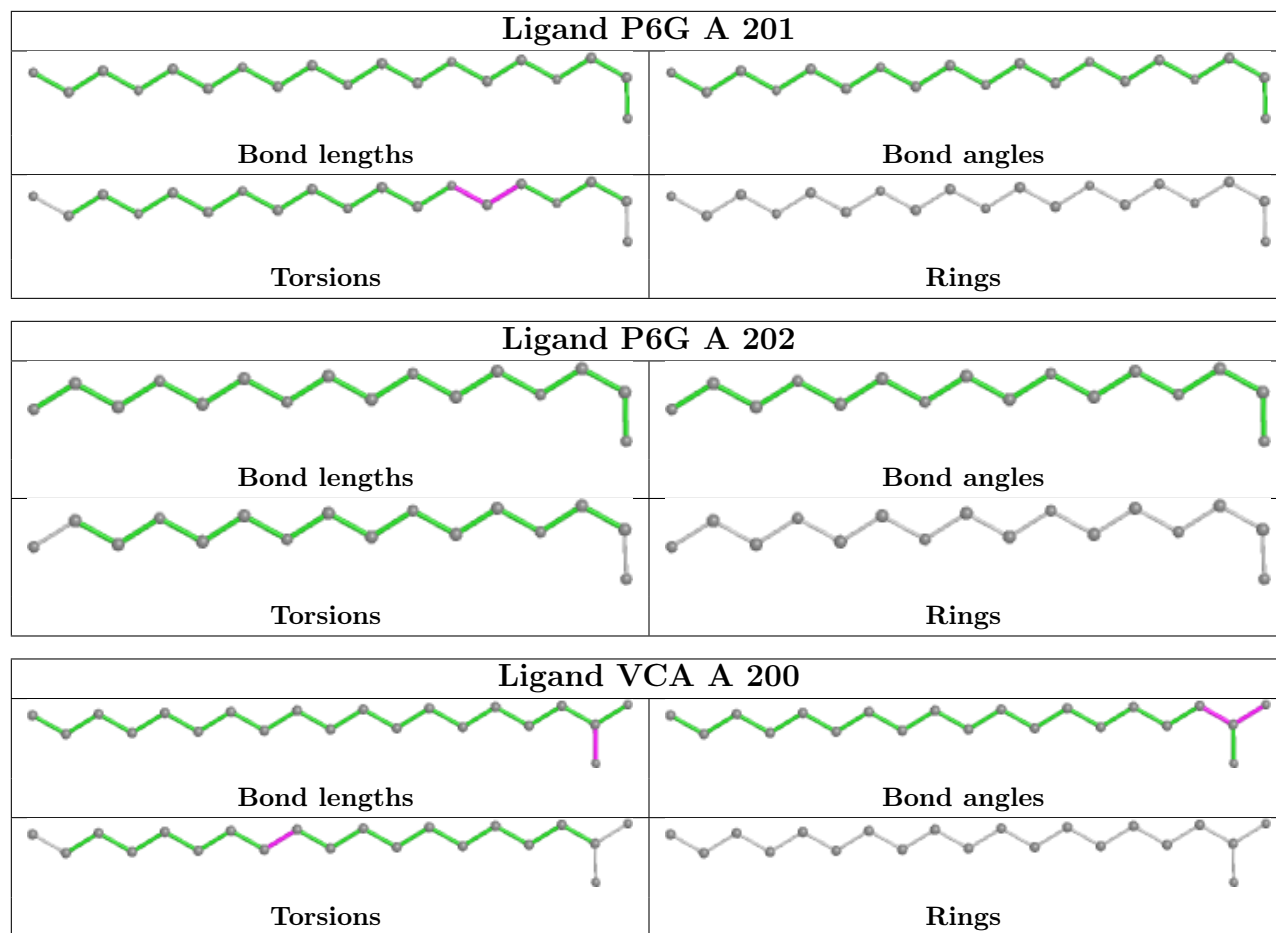 Ligand P6G A 201
Bond lengths
Bond angles
Torsions
Rings
Ligand P6G A 202
Bond lengths
Bond angles
Torsions
Rings
Ligand VCA A 200
Bond lengths
Bond angles
Torsions
Rings